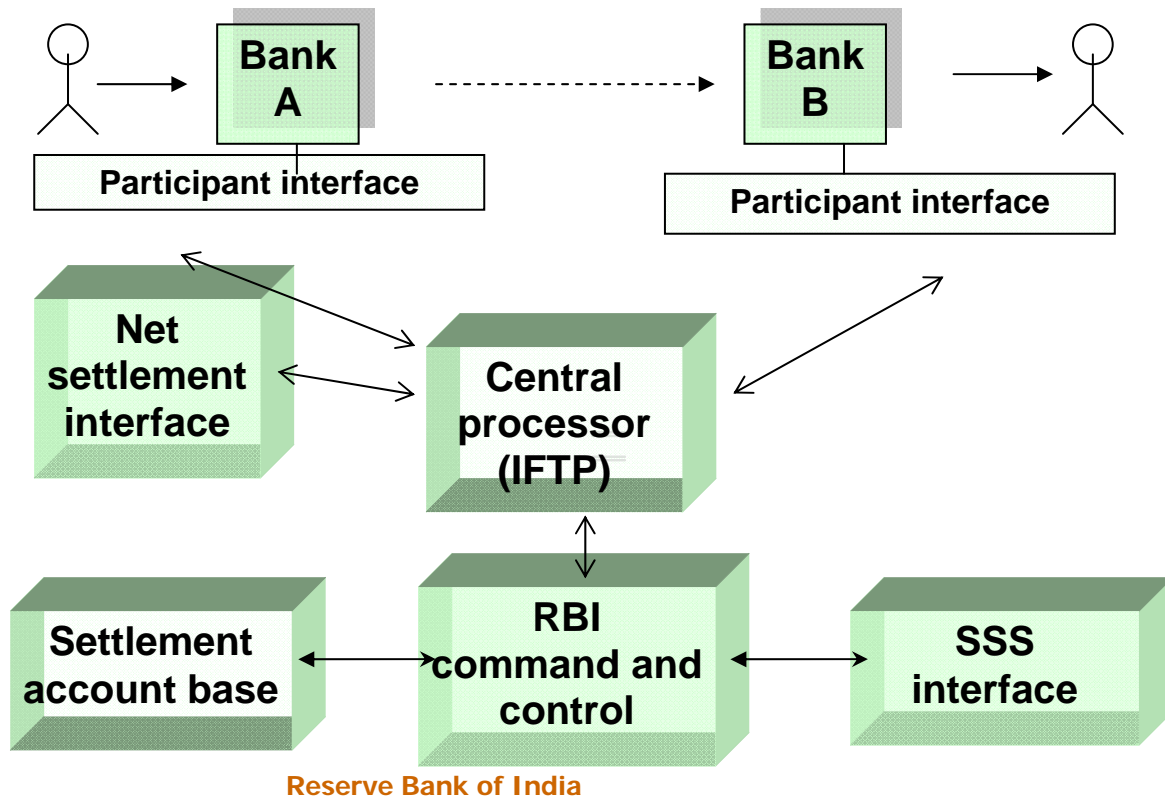 Bank
A
Bank
B
Participant interface
Participant interface
Net
settlement
interface
Central
processor
(IFTP)
Settlement
account base
RBI
command and
control
SSS
interface
Reserve Bank of India